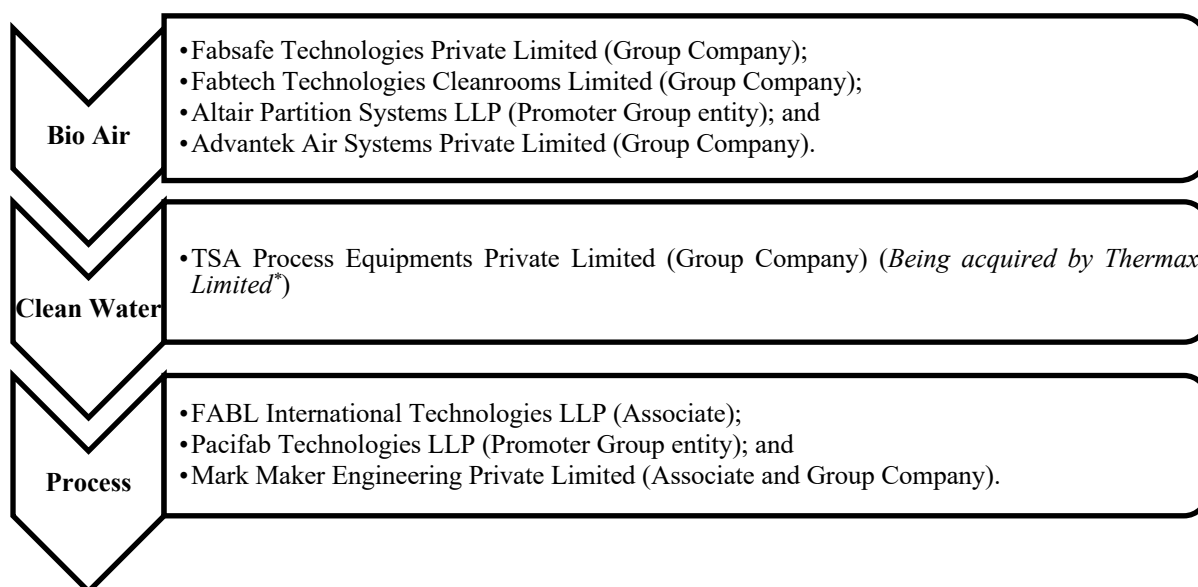 Bio Air
•Fabsafe Technologies Private Limited (Group Company);
•Fabtech Technologies Cleanrooms Limited (Group Company);
•Altair Partition Systems LLP (Promoter Group entity); and
•Advantek Air Systems Private Limited (Group Company).
Clean Water
•TSA Process Equipments Private Limited (Group Company) (Being acquired by Thermax
Limited*)
Process
•FABL International Technologies LLP (Associate);
•Pacifab Technologies LLP (Promoter Group entity); and
•Mark Maker Engineering Private Limited (Associate and Group Company).